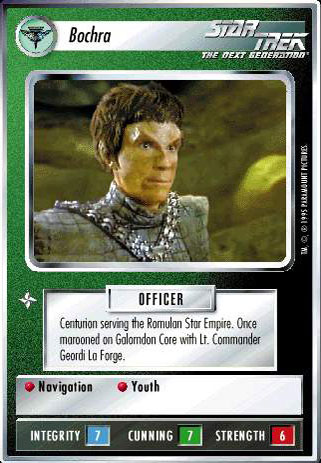 Bochra
STAR TREK
THE NEXT GENERATION®
TM, ©, ® 1995 PARAMOUNT PICTURES
OFFICER
Centurion serving the Romulan Star Empire. Once
marooned on Galorndon Core with Lt. Commander
Geordi La Forge.
Navigation Youth
INTEGRITY 7 CUNNING 7 STRENGTH 6